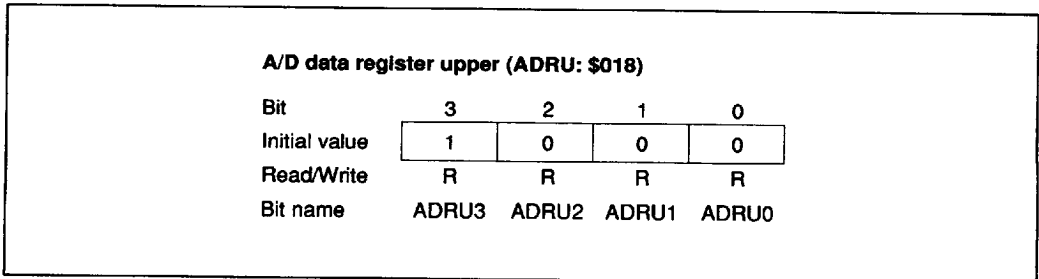 A/D data register upper (ADRU: $018)
Bit 3 2 1 0
Initial value 1 0 0 0
Read/Write R R R R
Bit name ADRU3 ADRU2 ADRU1 ADRU0